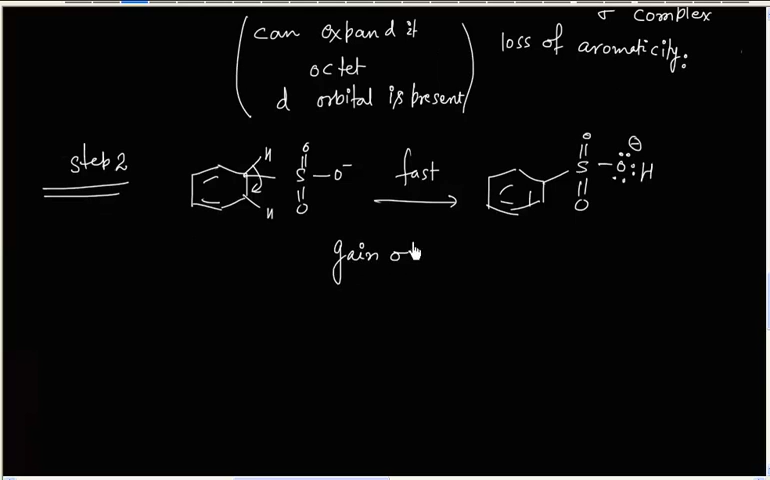 σ complex
can expand it
loss of aromaticity.
octet
d orbital is present
step 2
H
O
S
O⁻
O
H
fast
O
S
O
⊖
O
H
gain o